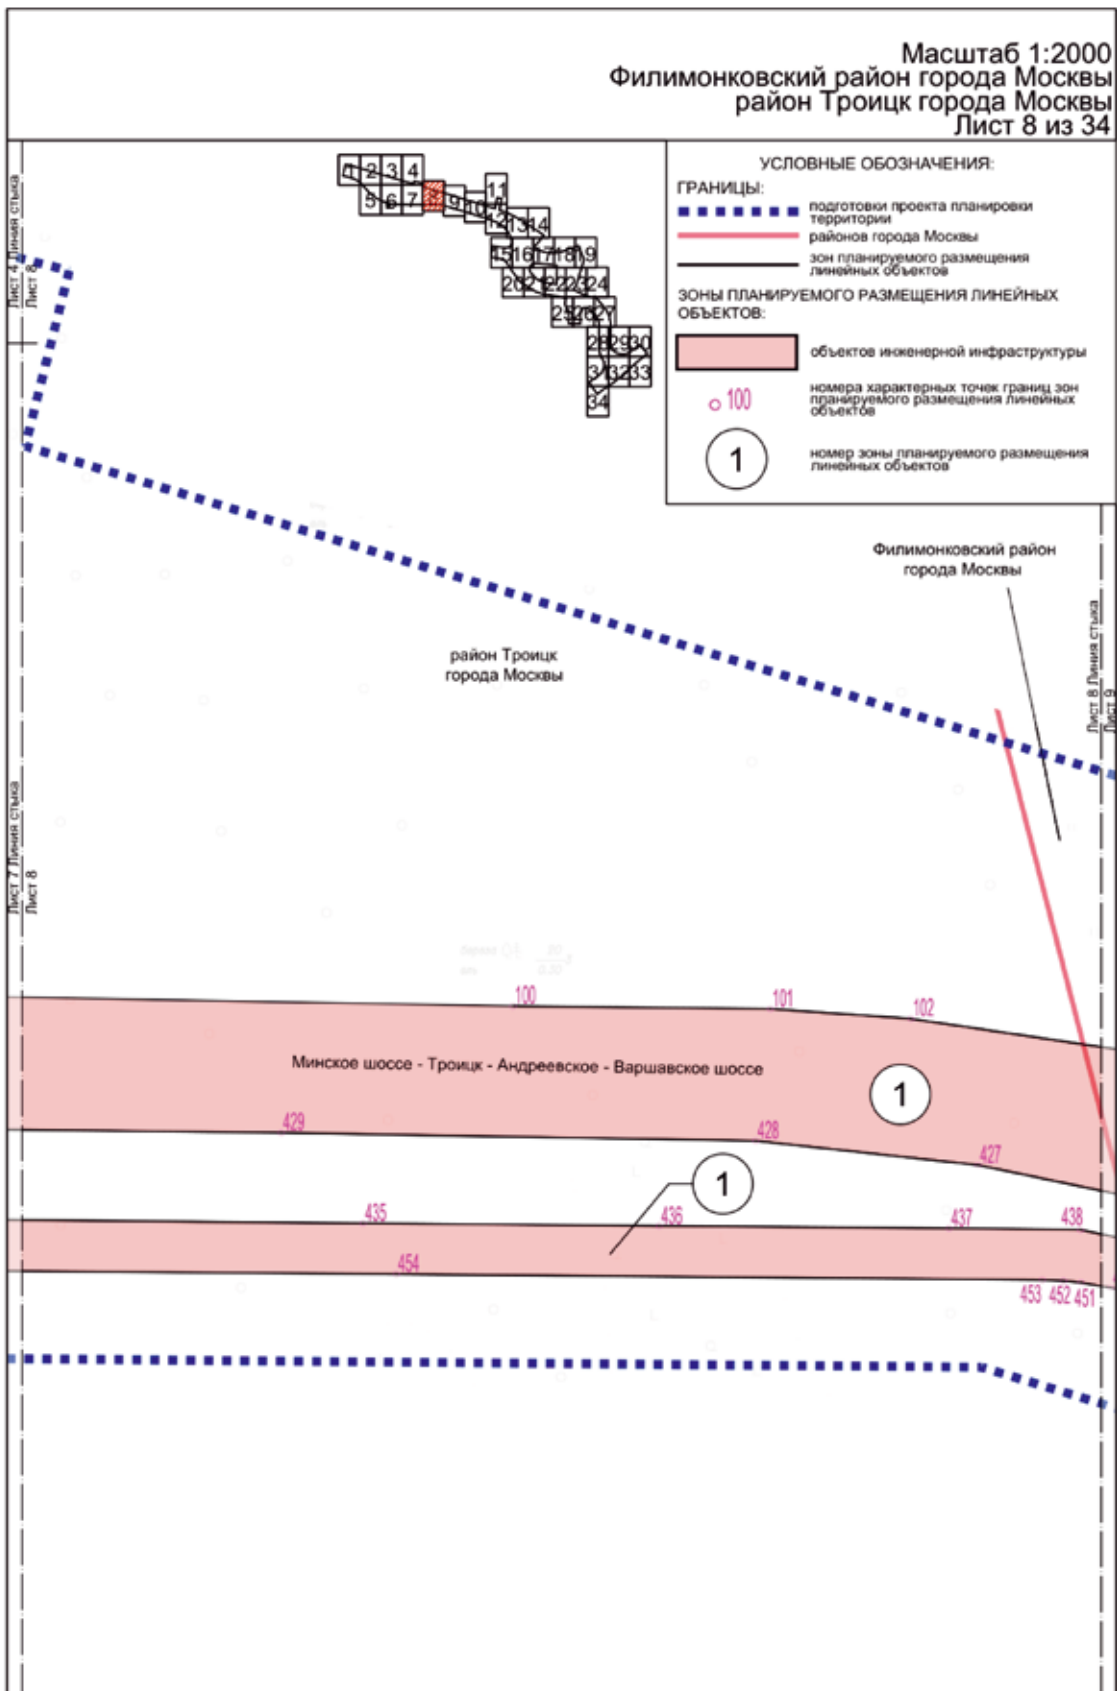 Масштаб 1:2000
Филимонковский район города Москвы
район Троицк города Москвы
Лист 8 из 34
УСЛОВНЫЕ ОБОЗНАЧЕНИЯ:
ГРАНИЦЫ:
подготовки проекта планировки
территории
районов города Москвы
зон планируемого размещения
линейных объектов
ЗОНЫ ПЛАНИРУЕМОГО РАЗМЕЩЕНИЯ ЛИНЕЙНЫХ
ОБЪЕКТОВ:
объектов инженерной инфраструктуры
100
номера характерных точек границ зон
планируемого размещения линейных
объектов
1
номер зоны планируемого размещения
линейных объектов
1 2 3 4
5 6 7 9 10 11
12 13 14
15 16 17 18 19
20 21 22 23 24
25 26 27
28 29 30
31 32 33
34
Лист 4 Линия стыка
Лист 8
Филимонковский район
города Москвы
район Троицк
города Москвы
Лист 8 Линия стыка
Лист 9
Лист 7 Линия стыка
Лист 8
100
101
102
Минское шоссе - Троицк - Андреевское - Варшавское шоссе
1
429
428
427
1
435
436
437
438
454
453 452 451